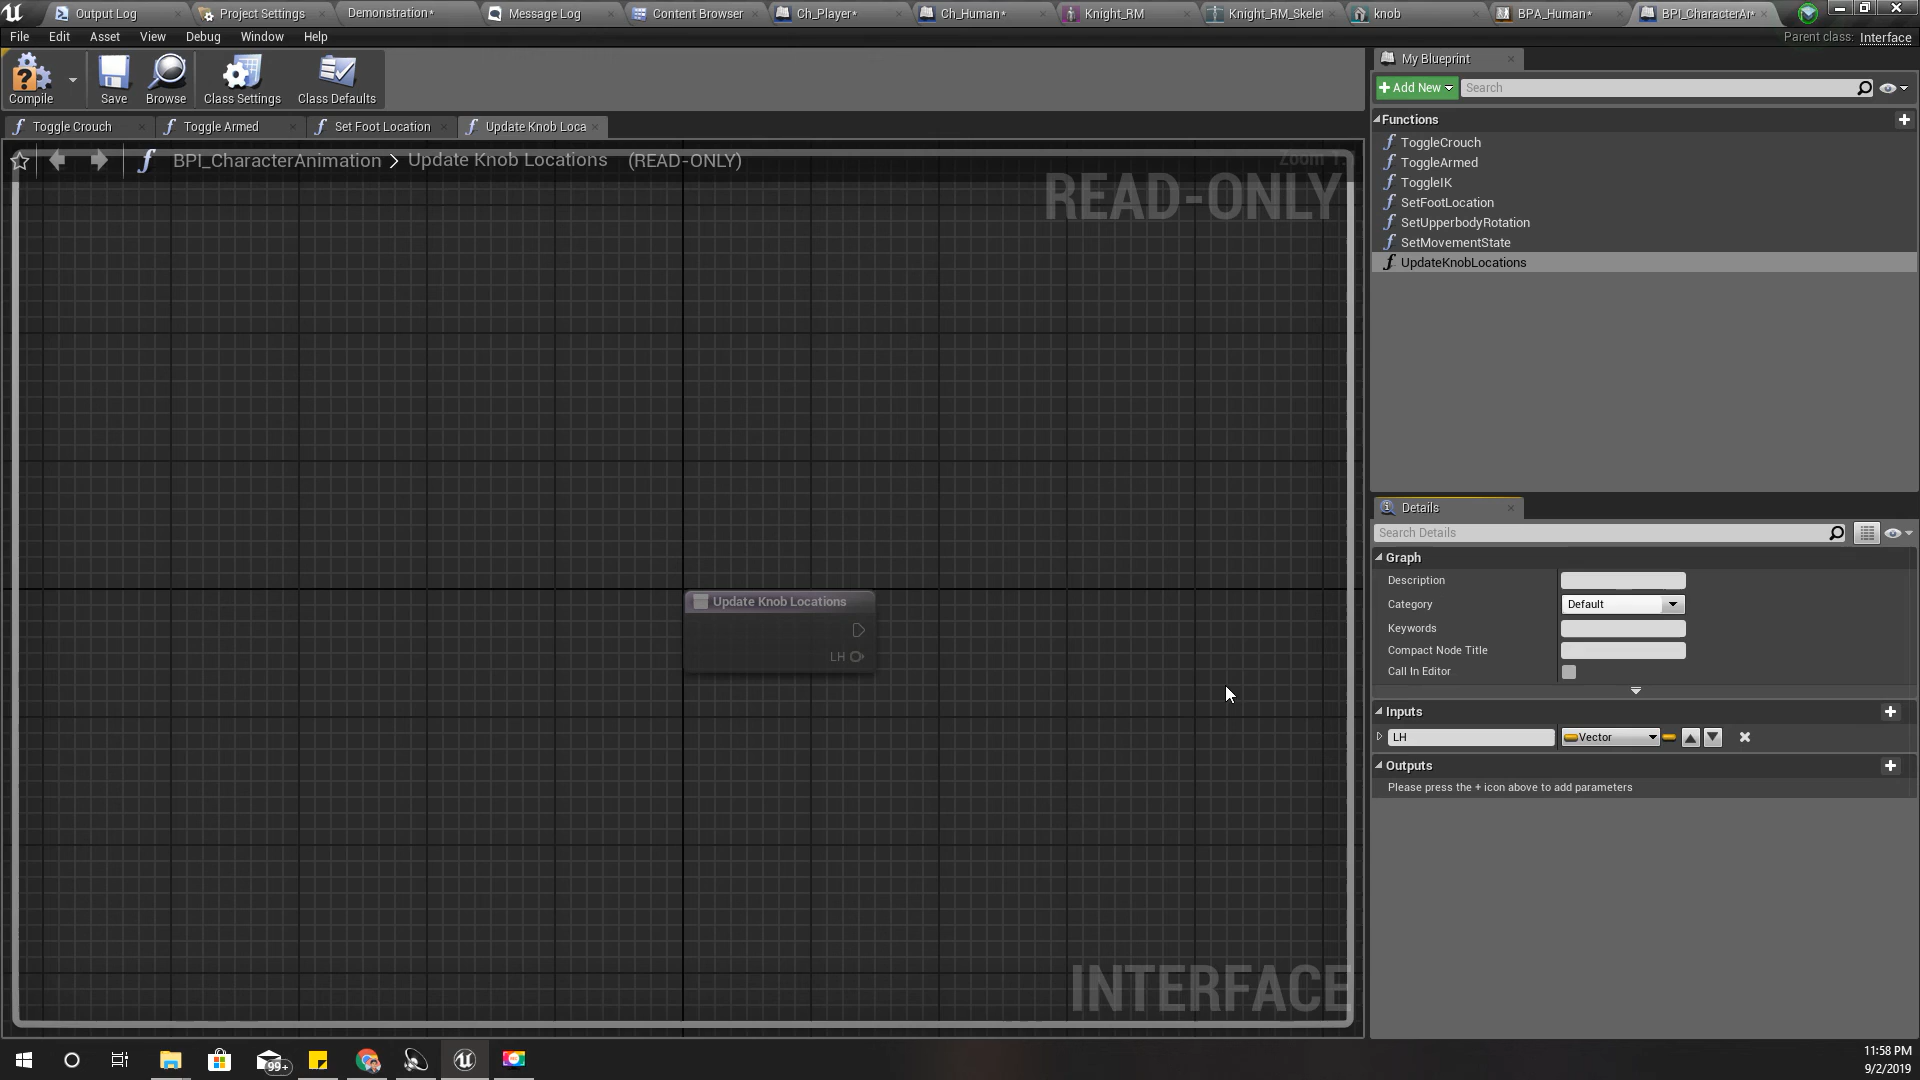 Output Log
Project Settings
Demonstration*
Message Log
Content Browser
Ch_Player*
Ch_Human*
Knight_RM
Knight_RM_Skelet
knob
BPA_Human*
BPI_CharacterAr*
File Edit Asset View Debug Window Help
Parent class: Interface
Compile
Save
Browse
Class Settings
Class Defaults
My Blueprint
+ Add New
Search
Toggle Crouch
Toggle Armed
Set Foot Location
Update Knob Loca
BPI_CharacterAnimation > Update Knob Locations (READ-ONLY)
READ-ONLY
Functions
ToggleCrouch
ToggleArmed
ToggleIK
SetFootLocation
SetUpperbodyRotation
SetMovementState
UpdateKnobLocations
Update Knob Locations
LH
INTERFACE
Details
Search Details
Graph
Description
Category Default
Keywords
Compact Node Title
Call In Editor
Inputs
LH Vector
Outputs
Please press the + icon above to add parameters
99+
11:58 PM
9/2/2019